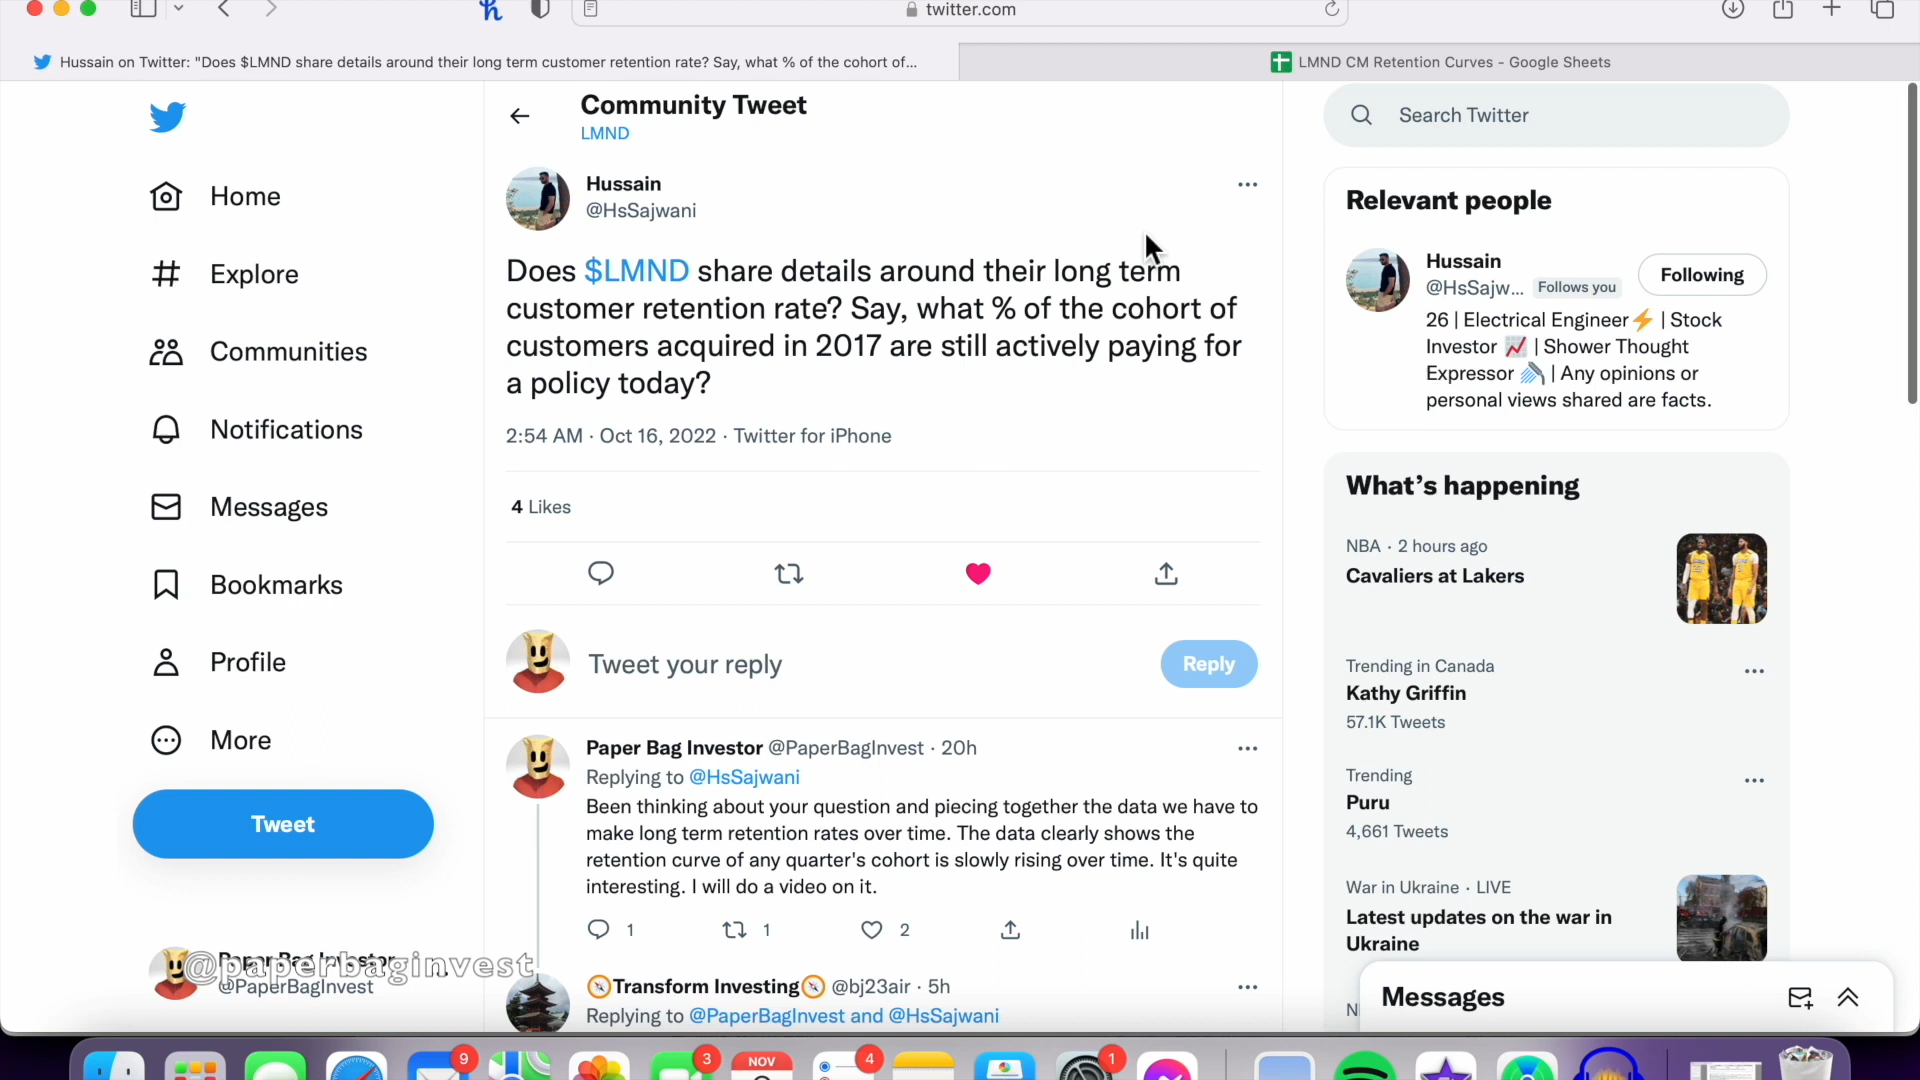 twitter.com
Hussain on Twitter: "Does $LMND share details around their long term customer retention rate? Say, what % of the cohort of...
LMND CM Retention Curves - Google Sheets
Home
Explore
Communities
Notifications
Messages
Bookmarks
Profile
More
Tweet
Paper Bag Investor
@PaperBagInvest
@paperbaginvest
Community Tweet
LMND
Hussain
@HsSajwani
Does $LMND share details around their long term
customer retention rate? Say, what % of the cohort of
customers acquired in 2017 are still actively paying for
a policy today?
2:54 AM · Oct 16, 2022 · Twitter for iPhone
4 Likes
Tweet your reply
Reply
Paper Bag Investor @PaperBagInvest · 20h
Replying to @HsSajwani
Been thinking about your question and piecing together the data we have to
make long term retention rates over time. The data clearly shows the
retention curve of any quarter's cohort is slowly rising over time. It's quite
interesting. I will do a video on it.
1 1 2
Transform Investing @bj23air · 5h
Replying to @PaperBagInvest and @HsSajwani
Search Twitter
Relevant people
Hussain
@HsSajw... Follows you
Following
26 | Electrical Engineer⚡ | Stock
Investor 📈 | Shower Thought
Expressor 🚿 | Any opinions or
personal views shared are facts.
What's happening
NBA · 2 hours ago
Cavaliers at Lakers
Trending in Canada
Kathy Griffin
57.1K Tweets
Trending
Puru
4,661 Tweets
War in Ukraine · LIVE
Latest updates on the war in
Ukraine
Messages
9
3
NOV
4
1